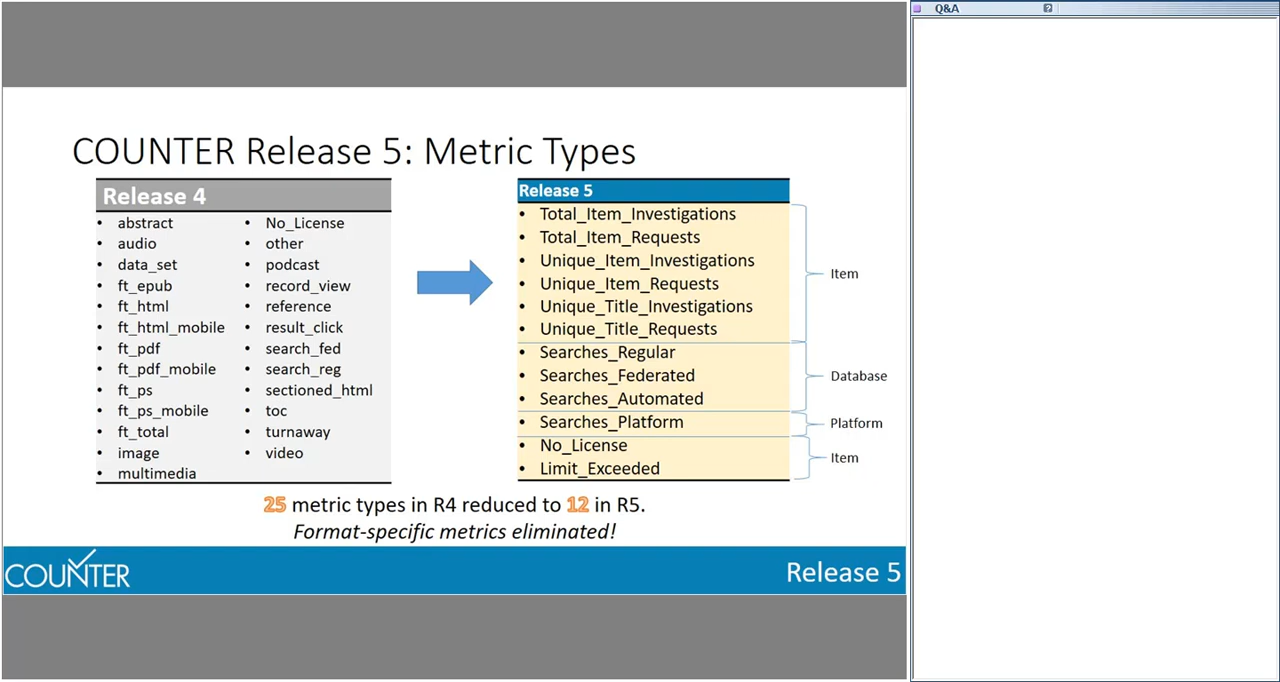 Q&A
COUNTER Release 5: Metric Types
Release 4
• abstract
• audio
• data_set
• ft_epub
• ft_html
• ft_html_mobile
• ft_pdf
• ft_pdf_mobile
• ft_ps
• ft_ps_mobile
• ft_total
• image
• multimedia
• No_License
• other
• podcast
• record_view
• reference
• result_click
• search_fed
• search_reg
• sectioned_html
• toc
• turnaway
• video
Release 5
• Total_Item_Investigations
• Total_Item_Requests
• Unique_Item_Investigations
• Unique_Item_Requests
• Unique_Title_Investigations
• Unique_Title_Requests
• Searches_Regular
• Searches_Federated
• Searches_Automated
• Searches_Platform
• No_License
• Limit_Exceeded
Item
Database
Platform
Item
25 metric types in R4 reduced to 12 in R5.
Format-specific metrics eliminated!
COUNTER
Release 5